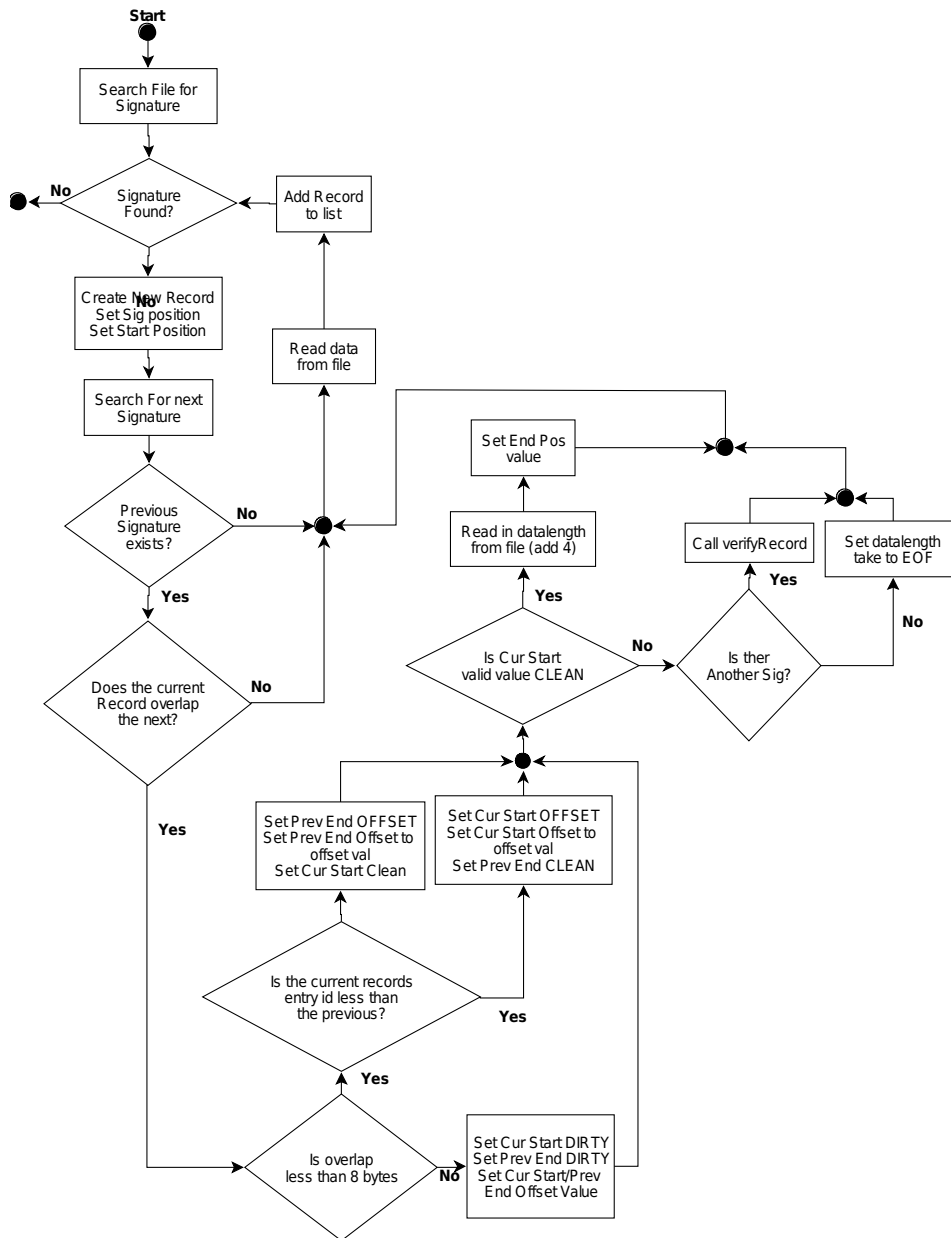 Start
Search File for
Signature
No
Signature
Found?
Add Record
to list
Create New Record
No
Set Sig position
Set Start Position
Read data
from file
Search For next
Signature
Set End Pos
value
Previous
Signature
exists?
No
Read in datalength
from file (add 4)
Call verifyRecord
Set datalength
take to EOF
Yes
Yes
Yes
No
Does the current
Record overlap
the next?
No
Is Cur Start
valid value CLEAN
No
Is ther
Another Sig?
Yes
Set Prev End OFFSET
Set Prev End Offset to
offset val
Set Cur Start Clean
Set Cur Start OFFSET
Set Cur Start Offset to
offset val
Set Prev End CLEAN
Is the current records
entry id less than
the previous?
Yes
Yes
Is overlap
less than 8 bytes
No
Set Cur Start DIRTY
Set Prev End DIRTY
Set Cur Start/Prev
End Offset Value